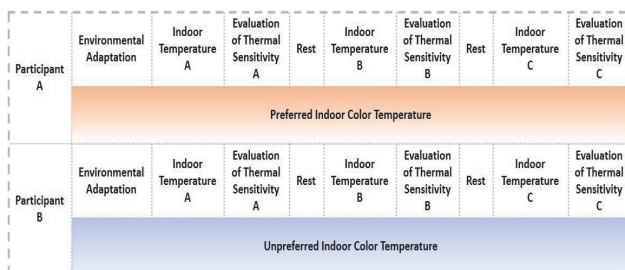 Participant
A
Environmental
Adaptation
Indoor
Temperature
A
Evaluation
of Thermal
Sensitivity
A
Rest
Indoor
Temperature
B
Evaluation
of Thermal
Sensitivity
B
Rest
Indoor
Temperature
C
Evaluation
of Thermal
Sensitivity
C
Preferred Indoor Color Temperature
Participant
B
Environmental
Adaptation
Indoor
Temperature
A
Evaluation
of Thermal
Sensitivity
A
Rest
Indoor
Temperature
B
Evaluation
of Thermal
Sensitivity
B
Rest
Indoor
Temperature
C
Evaluation
of Thermal
Sensitivity
C
Unpreferred Indoor Color Temperature